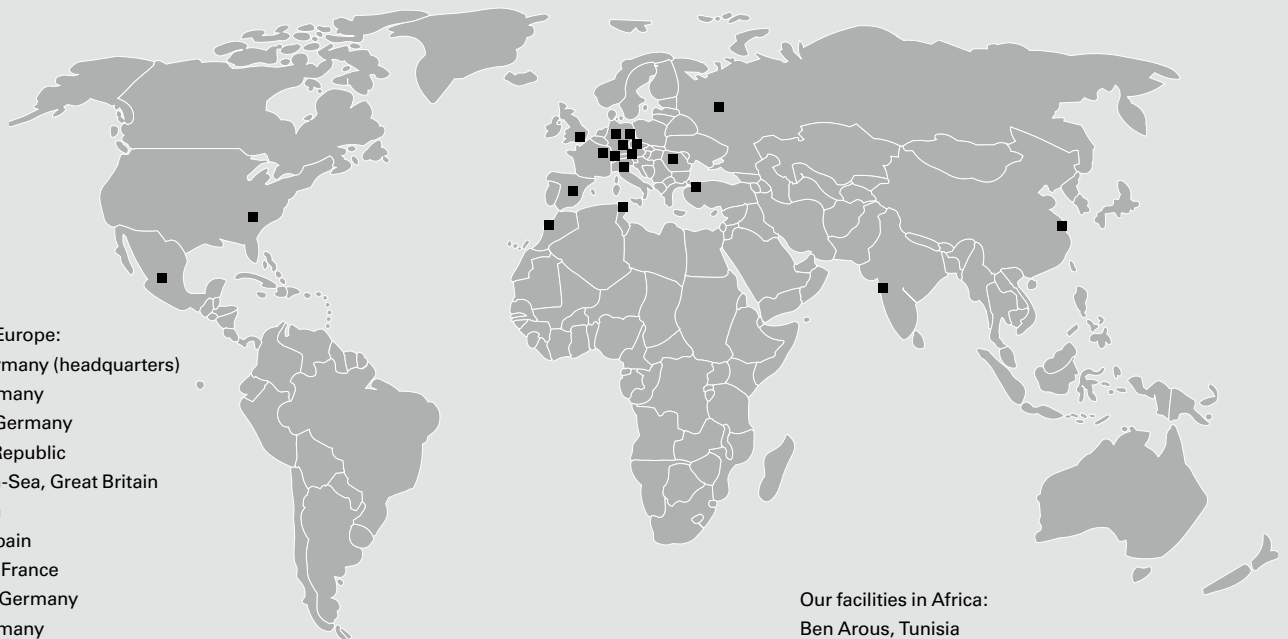 Europe:
rmany (headquarters)
many
Germany
Republic
-Sea, Great Britain
pain
France
Germany
many
Our facilities in Africa:
Ben Arous, Tunisia